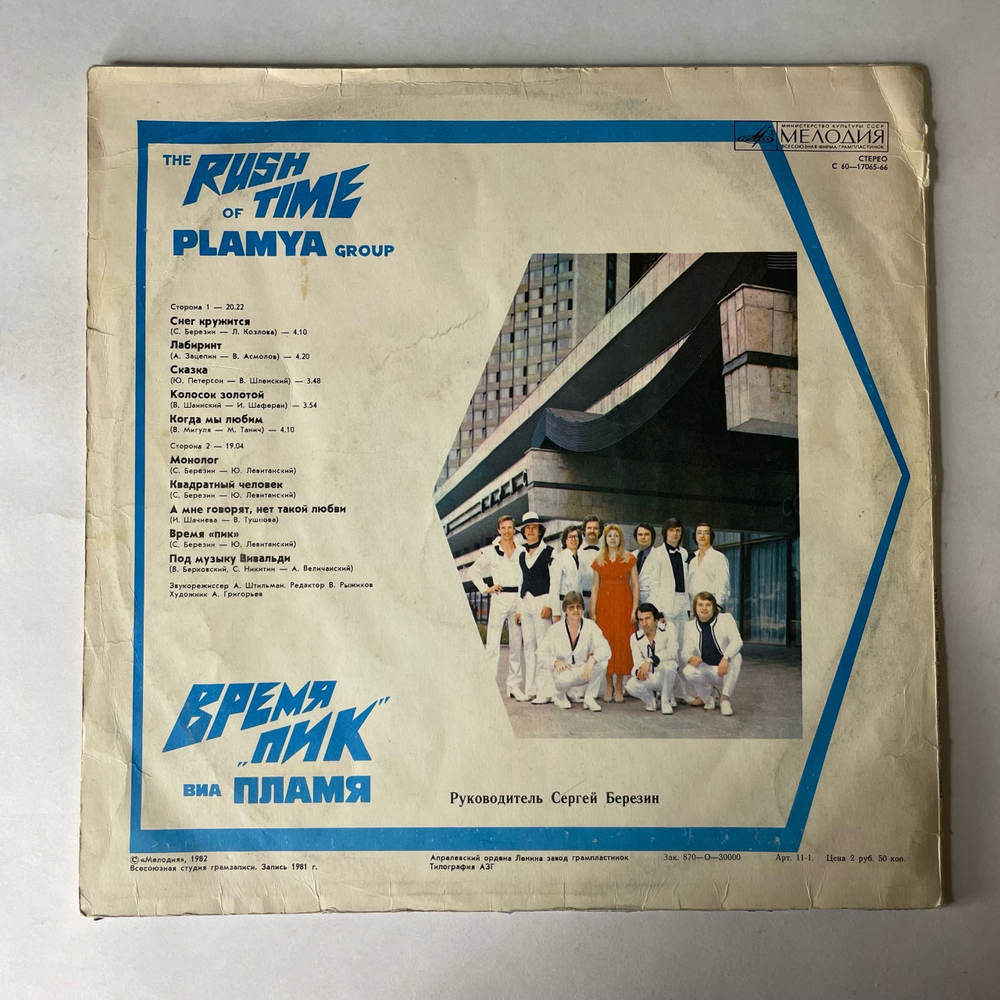 МИНИСТЕРСТВО КУЛЬТУРЫ СССР
МЕЛОДИЯ
ВСЕСОЮЗНАЯ ФИРМА ГРАМПЛАСТИНОК
СТЕРЕО
С 60—17065-66
THE RUSH
OF TIME
PLAMYA GROUP
Сторона 1 — 20.22
Снег кружится
(С. Березин — Л. Козлова) — 4.10
Лабиринт
(А. Зацепин — В. Асмолов) — 4.20
Сказка
(Ю. Петерсон — В. Шленский) — 3.48
Колосок золотой
(В. Шаинский — И. Шаферан) — 3.54
Когда мы любим
(В. Мигуля — М. Танич) — 4.10
Сторона 2 — 19.04
Монолог
(С. Березин — Ю. Левитанский)
Квадратный человек
(С. Березин — Ю. Левитанский)
А мне говорят, нет такой любви
(И. Шачнева — В. Тушнова)
Время «пик»
(С. Березин — Ю. Левитанский)
Под музыку Вивальди
(В. Берковский, С. Никитин — А. Величанский)
Звукорежиссер А. Штильман. Редактор В. Рыжиков
Художник А. Григорьев
СССР
ВРЕМЯ
„ПИК”
ВИА ПЛАМЯ
Руководитель Сергей Березин
© «Мелодия», 1982
Всесоюзная студия грамзаписи. Запись 1981 г.
Апрелевский ордена Ленина завод грампластинок
Типография АЗГ
Зак. 870—О—30000
Арт. 11-1. Цена 2 руб. 50 коп.